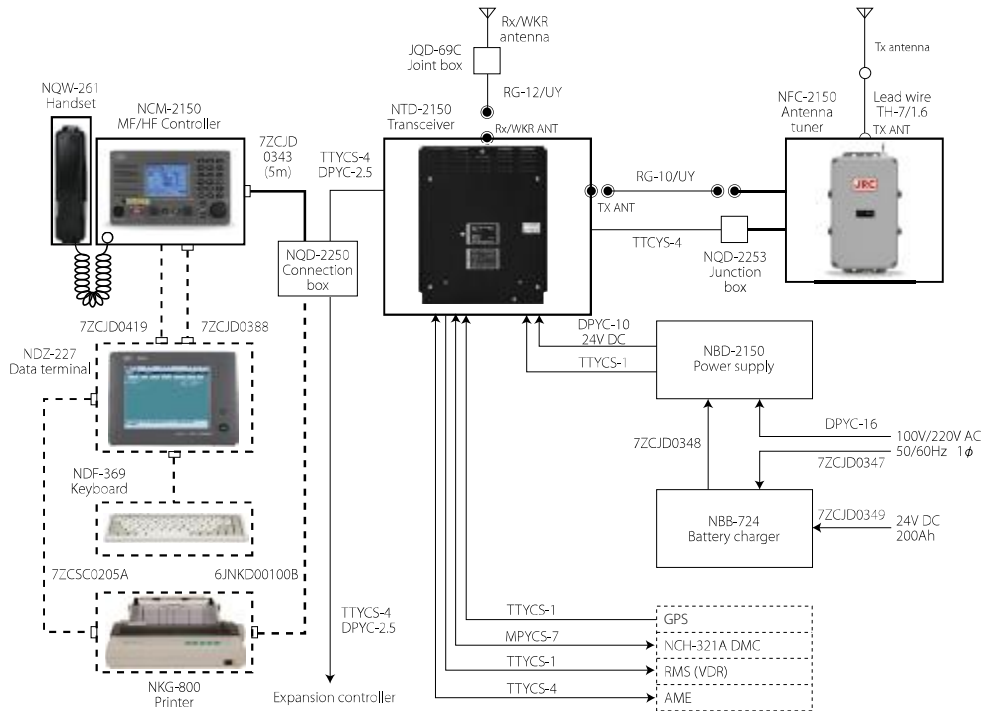 Rx/WKR
antenna
JQD-69C
Joint box
RG-12/UY
Tx antenna
NQW-261
Handset
NCM-2150
MF/HF Controller
7ZCJD
0343
(5m)
TTYCS-4
DPYC-2.5
NTD-2150
Transceiver
Rx/WKR ANT
NFC-2150
Antenna
tuner
Lead wire
TH-7/1.6
TX ANT
RG-10/UY
TX ANT
JRC
TTCYS-4
NQD-2253
Junction
box
NQD-2250
Connection
box
7ZCJD0419
7ZCJD0388
NDZ-227
Data terminal
DPYC-10
24V DC
TTYCS-1
NBD-2150
Power supply
7ZCJD0348
DPYC-16
100V/220V AC
50/60Hz 1ϕ
7ZCJD0347
NDF-369
Keyboard
NBB-724
Battery charger
7ZCJD0349
24V DC
200Ah
7ZCSC0205A
6JNKD00100B
NKG-800
Printer
TTYCS-4
DPYC-2.5
Expansion controller
TTYCS-1
GPS
MPYCS-7
NCH-321A DMC
TTYCS-1
RMS (VDR)
TTYCS-4
AME